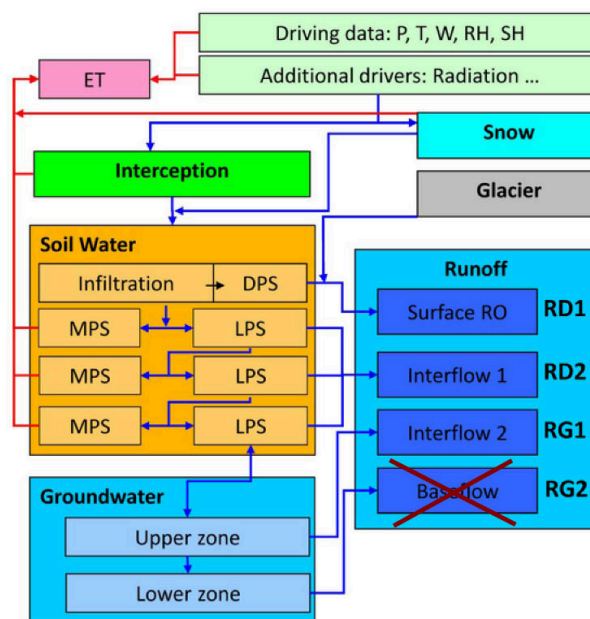 Driving data: P, T, W, RH, SH
ET
Additional drivers: Radiation ...
Snow
Interception
Glacier
Soil Water
Infiltration
DPS
Runoff
Surface RO
RD1
MPS
LPS
MPS
LPS
Interflow 1
RD2
MPS
LPS
Interflow 2
RG1
Groundwater
Baseflow
RG2
Upper zone
Lower zone